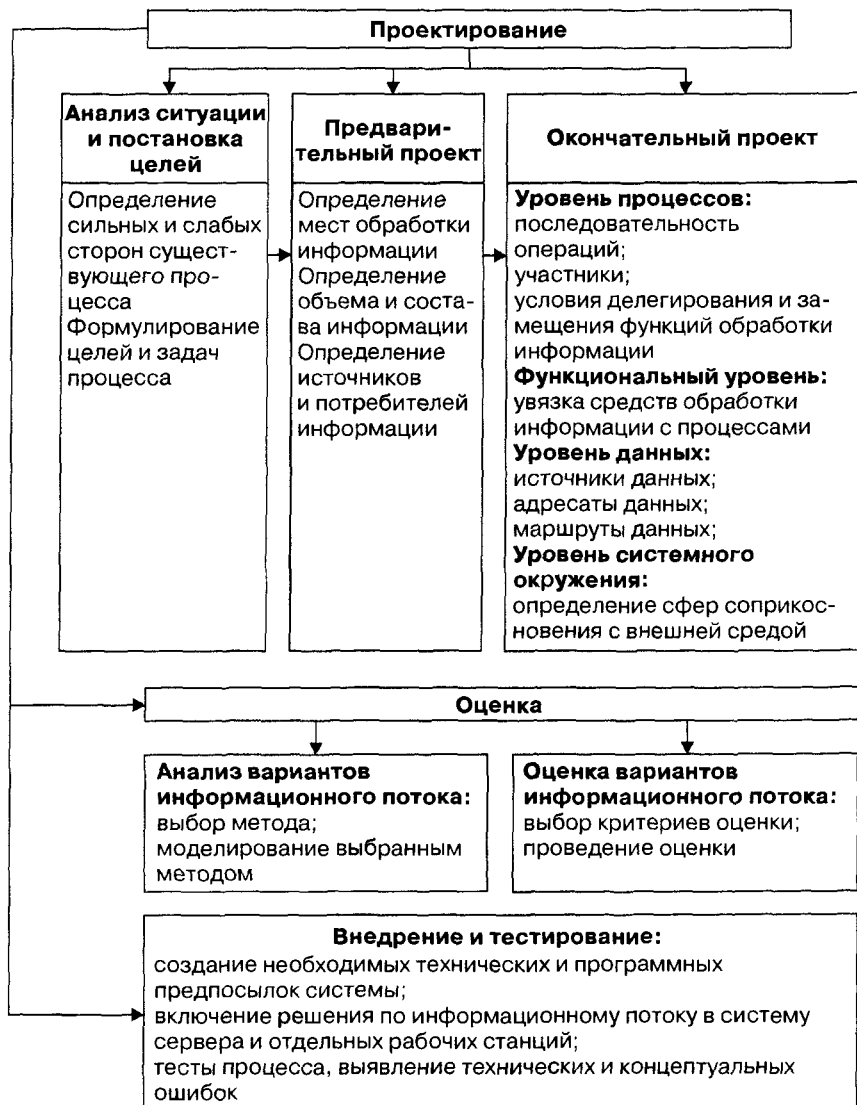 Проектирование
Анализ ситуации
и постановка
целей
Определение
сильных и слабых
сторон сущест-
вующего про-
цесса
Формулирование
целей и задач
процесса
Предвари-
тельный проект
Определение
мест обработки
информации
Определение
объема и соста-
ва информации
Определение
источников
и потребителей
информации
Окончательный проект
Уровень процессов:
последовательность
операций;
участники;
условия делегирования и за-
мещения функций обработки
информации
Функциональный уровень:
увязка средств обработки
информации с процессами
Уровень данных:
источники данных;
адресаты данных;
маршруты данных;
Уровень системного
окружения:
определение сфер соприкос-
новения с внешней средой
Оценка
Анализ вариантов
информационного потока:
выбор метода;
моделирование выбранным
методом
Оценка вариантов
информационного потока:
выбор критериев оценки;
проведение оценки
Внедрение и тестирование:
создание необходимых технических и программных
предпосылок системы;
включение решения по информационному потоку в систему
сервера и отдельных рабочих станций;
тесты процесса, выявление технических и концептуальных
ошибок